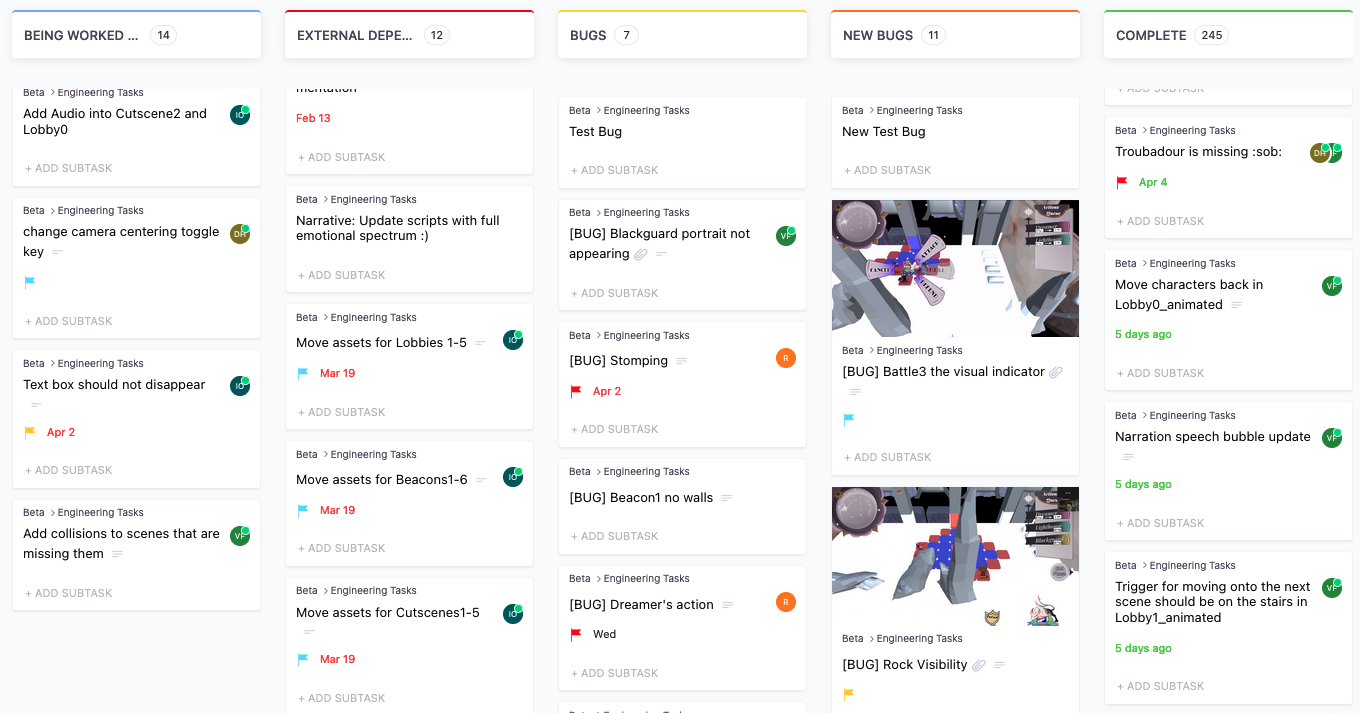 BEING WORKED ... 14
Beta > Engineering Tasks
Add Audio into Cutscene2 and
Lobby0
IO
+ ADD SUBTASK
Beta > Engineering Tasks
change camera centering toggle
key
DH
+ ADD SUBTASK
Beta > Engineering Tasks
Text box should not disappear
IO
Apr 2
+ ADD SUBTASK
Beta > Engineering Tasks
Add collisions to scenes that are
missing them
VF
+ ADD SUBTASK
EXTERNAL DEPE... 12
mentation
Feb 13
+ ADD SUBTASK
Beta > Engineering Tasks
Narrative: Update scripts with full
emotional spectrum :)
+ ADD SUBTASK
Beta > Engineering Tasks
Move assets for Lobbies 1-5
IO
Mar 19
+ ADD SUBTASK
Beta > Engineering Tasks
Move assets for Beacons1-6
IO
Mar 19
+ ADD SUBTASK
Beta > Engineering Tasks
Move assets for Cutscenes1-5
IO
Mar 19
+ ADD SUBTASK
BUGS 7
Beta > Engineering Tasks
Test Bug
+ ADD SUBTASK
Beta > Engineering Tasks
[BUG] Blackguard portrait not
appearing
VF
+ ADD SUBTASK
Beta > Engineering Tasks
[BUG] Stomping
R
Apr 2
+ ADD SUBTASK
Beta > Engineering Tasks
[BUG] Beacon1 no walls
+ ADD SUBTASK
Beta > Engineering Tasks
[BUG] Dreamer's action
R
Wed
+ ADD SUBTASK
NEW BUGS 11
Beta > Engineering Tasks
New Test Bug
+ ADD SUBTASK
Actions
Queue
ATTACK
CANCEL
DEFEND
Beta > Engineering Tasks
[BUG] Battle3 the visual indicator
+ ADD SUBTASK
Actions
Dreamer
Beta > Engineering Tasks
[BUG] Rock Visibility
COMPLETE 245
+ ADD SUBTASK
Beta > Engineering Tasks
Troubadour is missing :sob:
DH
Apr 4
+ ADD SUBTASK
Beta > Engineering Tasks
Move characters back in
Lobby0_animated
VF
5 days ago
+ ADD SUBTASK
Beta > Engineering Tasks
Narration speech bubble update
VF
5 days ago
+ ADD SUBTASK
Beta > Engineering Tasks
Trigger for moving onto the next
scene should be on the stairs in
Lobby1_animated
VF
5 days ago
+ ADD SUBTASK